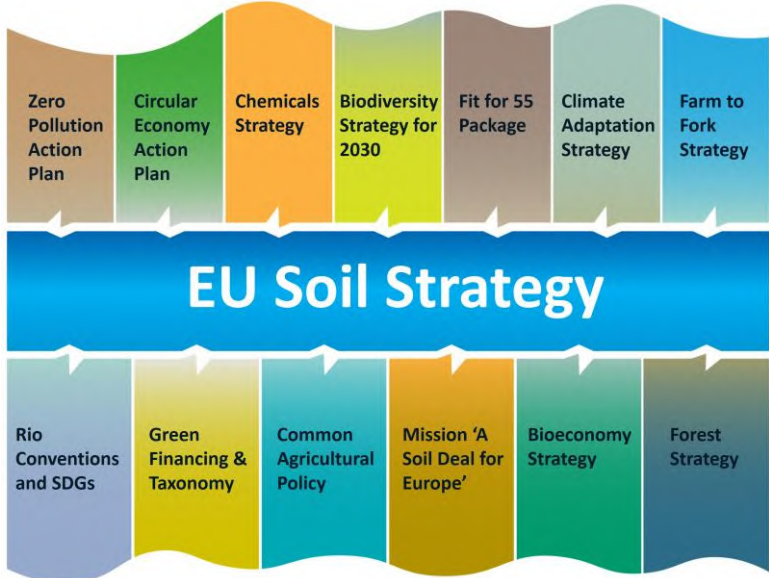 Zero
Pollution
Action
Plan
Circular
Economy
Action
Plan
Chemicals
Strategy
Biodiversity
Strategy for
2030
Fit for 55
Package
Climate
Adaptation
Strategy
Farm to
Fork
Strategy
EU Soil Strategy
Rio
Conventions
and SDGs
Green
Financing &
Taxonomy
Common
Agricultural
Policy
Mission ‘A
Soil Deal for
Europe’
Bioeconomy
Strategy
Forest
Strategy